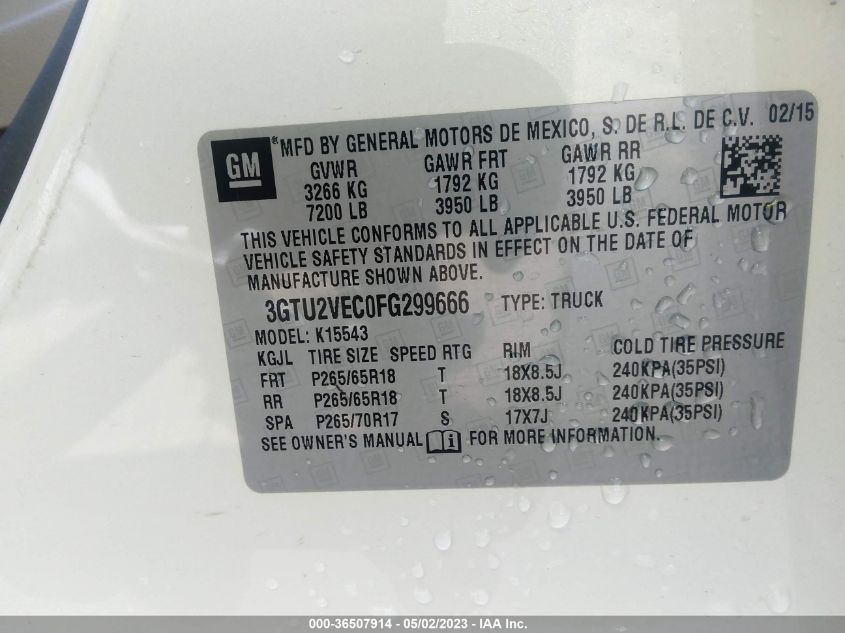 GM
® MFD BY GENERAL MOTORS DE MEXICO, S. DE R.L. DE C.V. 02/15
GVWR GAWR FRT GAWR RR
3266 KG 1792 KG 1792 KG
7200 LB 3950 LB 3950 LB
THIS VEHICLE CONFORMS TO ALL APPLICABLE U.S. FEDERAL MOTOR
VEHICLE SAFETY STANDARDS IN EFFECT ON THE DATE OF
MANUFACTURE SHOWN ABOVE.
3GTU2VEC0FG299666 TYPE: TRUCK
MODEL: K15543
KGJL TIRE SIZE SPEED RTG RIM COLD TIRE PRESSURE
FRT P265/65R18 T 18X8.5J 240KPA(35PSI)
RR P265/65R18 T 18X8.5J 240KPA(35PSI)
SPA P265/70R17 S 17X7J 240KPA(35PSI)
SEE OWNER'S MANUAL i FOR MORE INFORMATION.
000-36507914 - 05/02/2023 - IAA Inc.